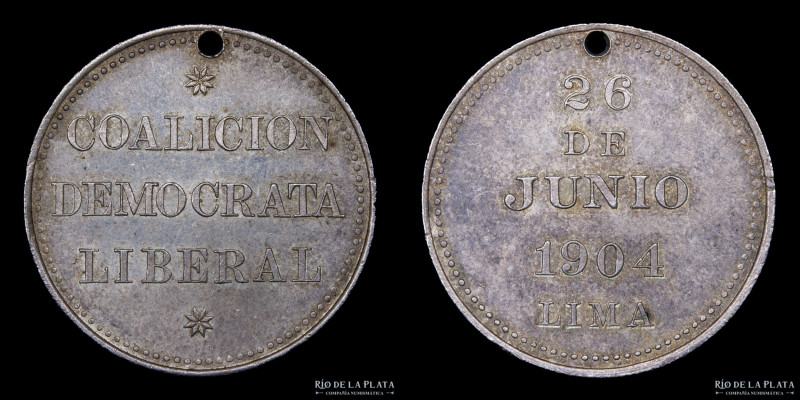 COALICION
DEMOCRATA
LIBERAL
26
DE
JUNIO
1904
LIMA
RÍO DE LA PLATA
COMPAÑÍA NUMISMÁTICA
RÍO DE LA PLATA
COMPAÑÍA NUMISMÁTICA